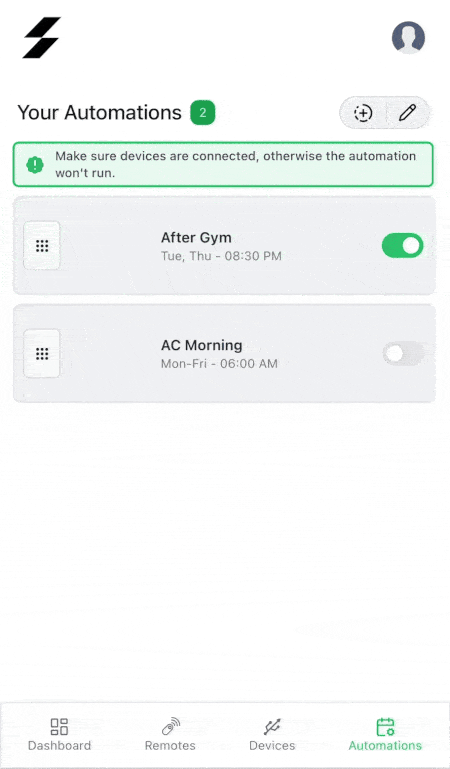 Your Automations 2
Make sure devices are connected, otherwise the automation
won't run.
After Gym
Tue, Thu - 08:30 PM
AC Morning
Mon-Fri - 06:00 AM
Dashboard Remotes Devices Automations